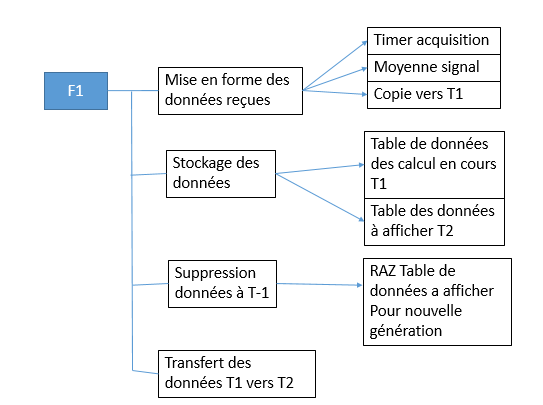 F1
Mise en forme des
données reçues
Timer acquisition
Moyenne signal
Copie vers T1
Stockage des
données
Table de données
des calcul en cours
T1
Table des données
à afficher T2
Suppression
données à T-1
RAZ Table de
données a afficher
Pour nouvelle
génération
Transfert des
données T1 vers T2